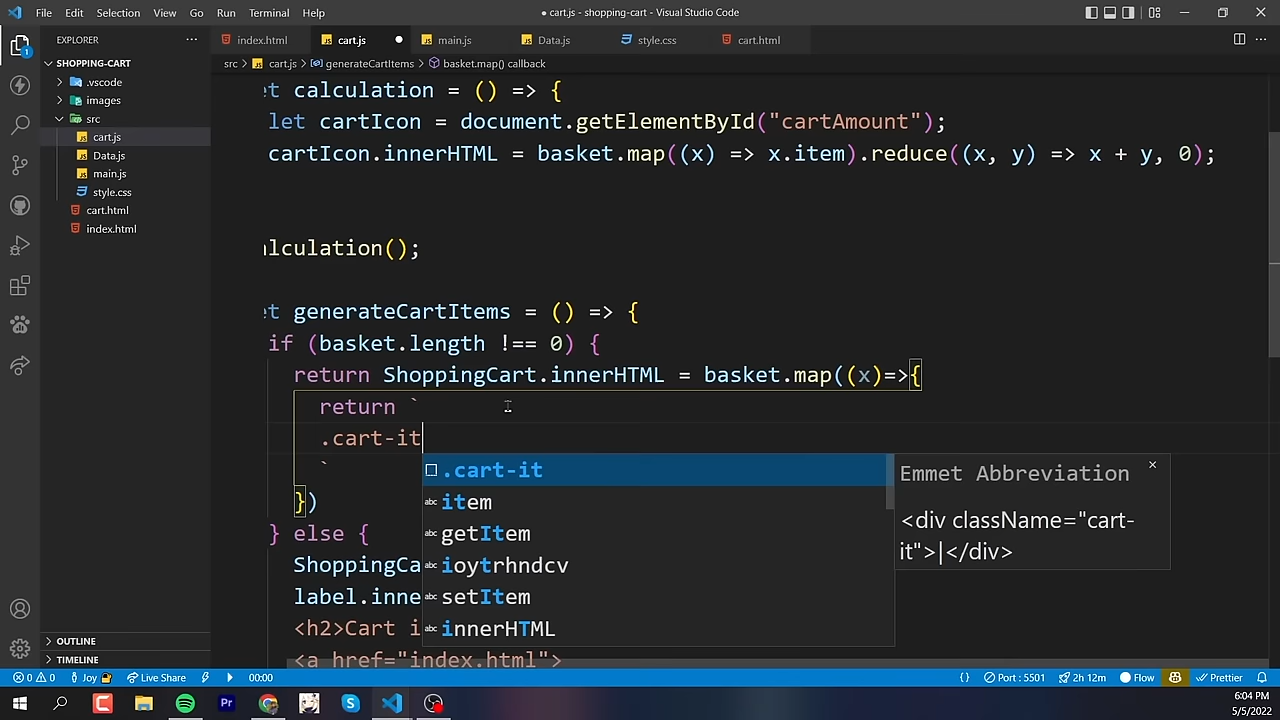 File Edit Selection View Go Run Terminal Help
● cart.js - shopping-cart - Visual Studio Code
EXPLORER
SHOPPING-CART
.vscode
images
src
cart.js
Data.js
main.js
style.css
cart.html
index.html
OUTLINE
TIMELINE
index.html cart.js main.js Data.js style.css cart.html
src > cart.js > generateCartItems > basket.map() callback
et calculation = () => {
let cartIcon = document.getElementById("cartAmount");
cartIcon.innerHTML = basket.map((x) => x.item).reduce((x, y) => x + y, 0);
alculation();
et generateCartItems = () => {
if (basket.length !== 0) {
return ShoppingCart.innerHTML = basket.map((x)=>{
return `
.cart-it
`
})
} else {
ShoppingCa
label.inne
<h2>Cart i
<a href="index.html">
.cart-it
item
getItem
ioytrhndcv
setItem
innerHTML
Emmet Abbreviation
<div className="cart-
it">|</div>
0 0 Joy Live Share 00:00 {} Port : 5501 2h 12m Flow Prettier
6:04 PM
5/5/2022